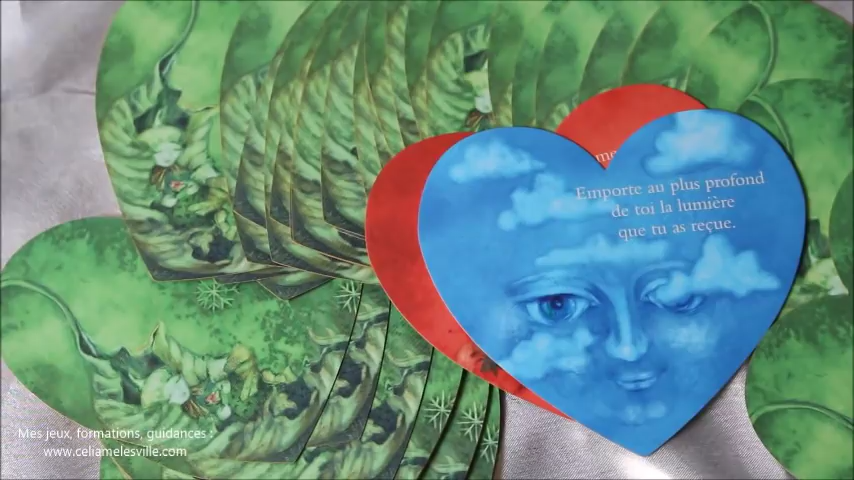 me
Emporte au plus profond
de toi la lumière
que tu as reçue.
Mes jeux, formations, guidances :
www.celiamelesville.com